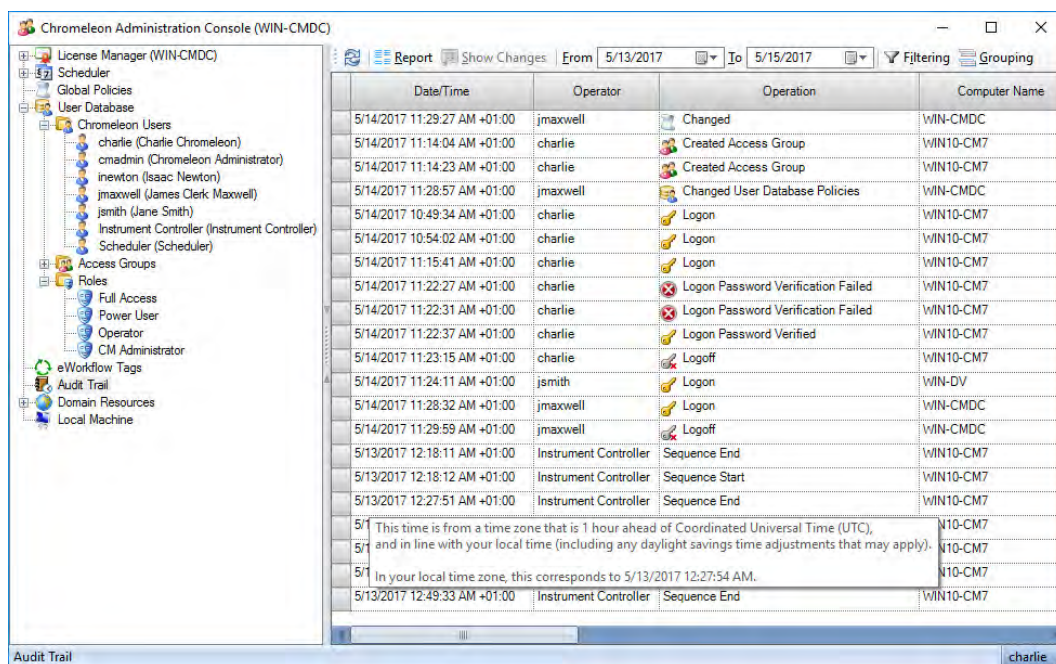 Chromeleon Administration Console (WIN-CMDC)
License Manager (WIN-CMDC)
Scheduler
Global Policies
User Database
Chromeleon Users
charlie (Charlie Chromeleon)
cmadmin (Chromeleon Administrator)
inewton (Isaac Newton)
jmaxwell (James Clerk Maxwell)
jsmith (Jane Smith)
Instrument Controller (Instrument Controller)
Scheduler (Scheduler)
Access Groups
Roles
Full Access
Power User
Operator
CM Administrator
eWorkflow Tags
Audit Trail
Domain Resources
Local Machine
Report Show Changes From 5/13/2017 To 5/15/2017 Filtering Grouping
Date/Time Operator Operation Computer Name
5/14/2017 11:29:27 AM +01:00 jmaxwell Changed WIN-CMDC
5/14/2017 11:14:04 AM +01:00 charlie Created Access Group WIN10-CM7
5/14/2017 11:14:23 AM +01:00 charlie Created Access Group WIN10-CM7
5/14/2017 11:28:57 AM +01:00 jmaxwell Changed User Database Policies WIN-CMDC
5/14/2017 10:49:34 AM +01:00 charlie Logon WIN10-CM7
5/14/2017 10:54:02 AM +01:00 charlie Logon WIN10-CM7
5/14/2017 11:15:41 AM +01:00 charlie Logon WIN10-CM7
5/14/2017 11:22:27 AM +01:00 charlie Logon Password Verification Failed WIN10-CM7
5/14/2017 11:22:31 AM +01:00 charlie Logon Password Verification Failed WIN10-CM7
5/14/2017 11:22:37 AM +01:00 charlie Logon Password Verified WIN10-CM7
5/14/2017 11:23:15 AM +01:00 charlie Logoff WIN10-CM7
5/14/2017 11:24:11 AM +01:00 jsmith Logon WIN-DV
5/14/2017 11:28:32 AM +01:00 jmaxwell Logon WIN-CMDC
5/14/2017 11:29:59 AM +01:00 jmaxwell Logoff WIN-CMDC
5/13/2017 12:18:11 AM +01:00 Instrument Controller Sequence End WIN10-CM7
5/13/2017 12:18:12 AM +01:00 Instrument Controller Sequence Start WIN10-CM7
5/13/2017 12:27:51 AM +01:00 Instrument Controller Sequence End WIN10-CM7
This time is from a time zone that is 1 hour ahead of Coordinated Universal Time (UTC),
and in line with your local time (including any daylight savings time adjustments that may apply).
In your local time zone, this corresponds to 5/13/2017 12:27:54 AM.
5/13/2017 12:49:33 AM +01:00 Instrument Controller Sequence End WIN10-CM7
Audit Trail charlie